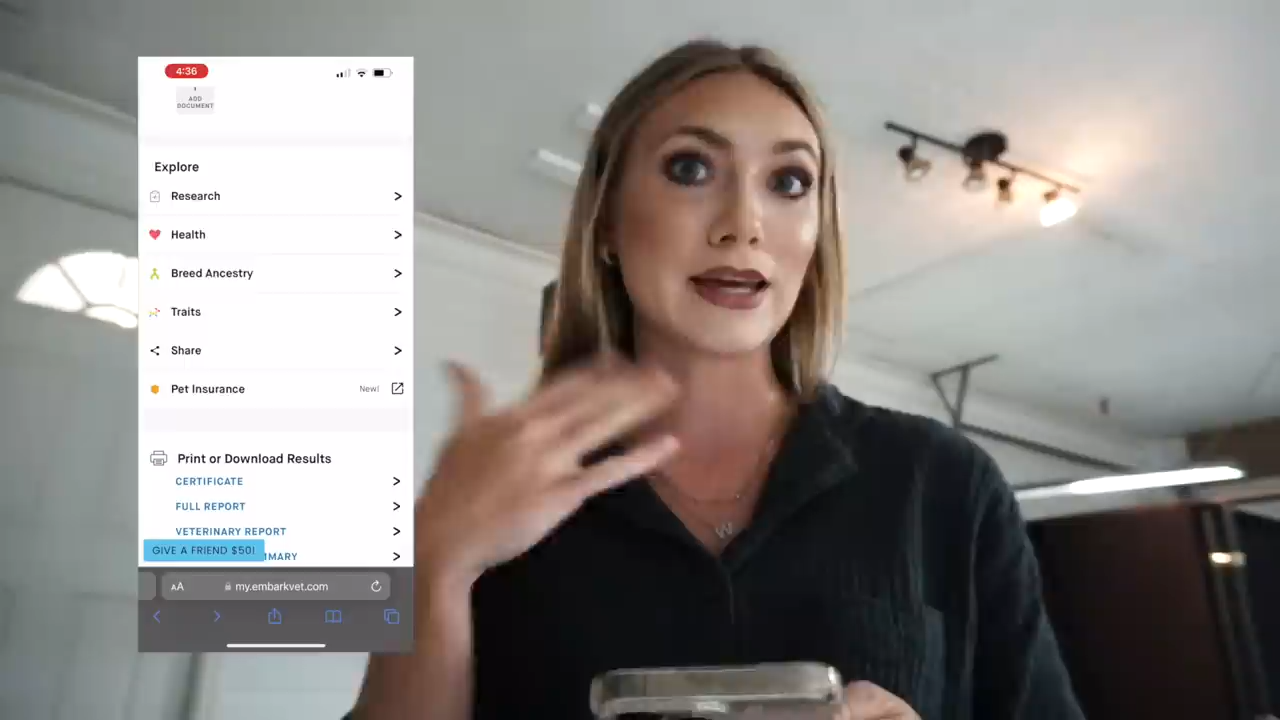 4:36
ADD
DOCUMENT
Explore
Research
Health
Breed Ancestry
Traits
Share
Pet Insurance New!
Print or Download Results
CERTIFICATE
FULL REPORT
VETERINARY REPORT
GIVE A FRIEND $50!
AA my.embarkvet.com
W